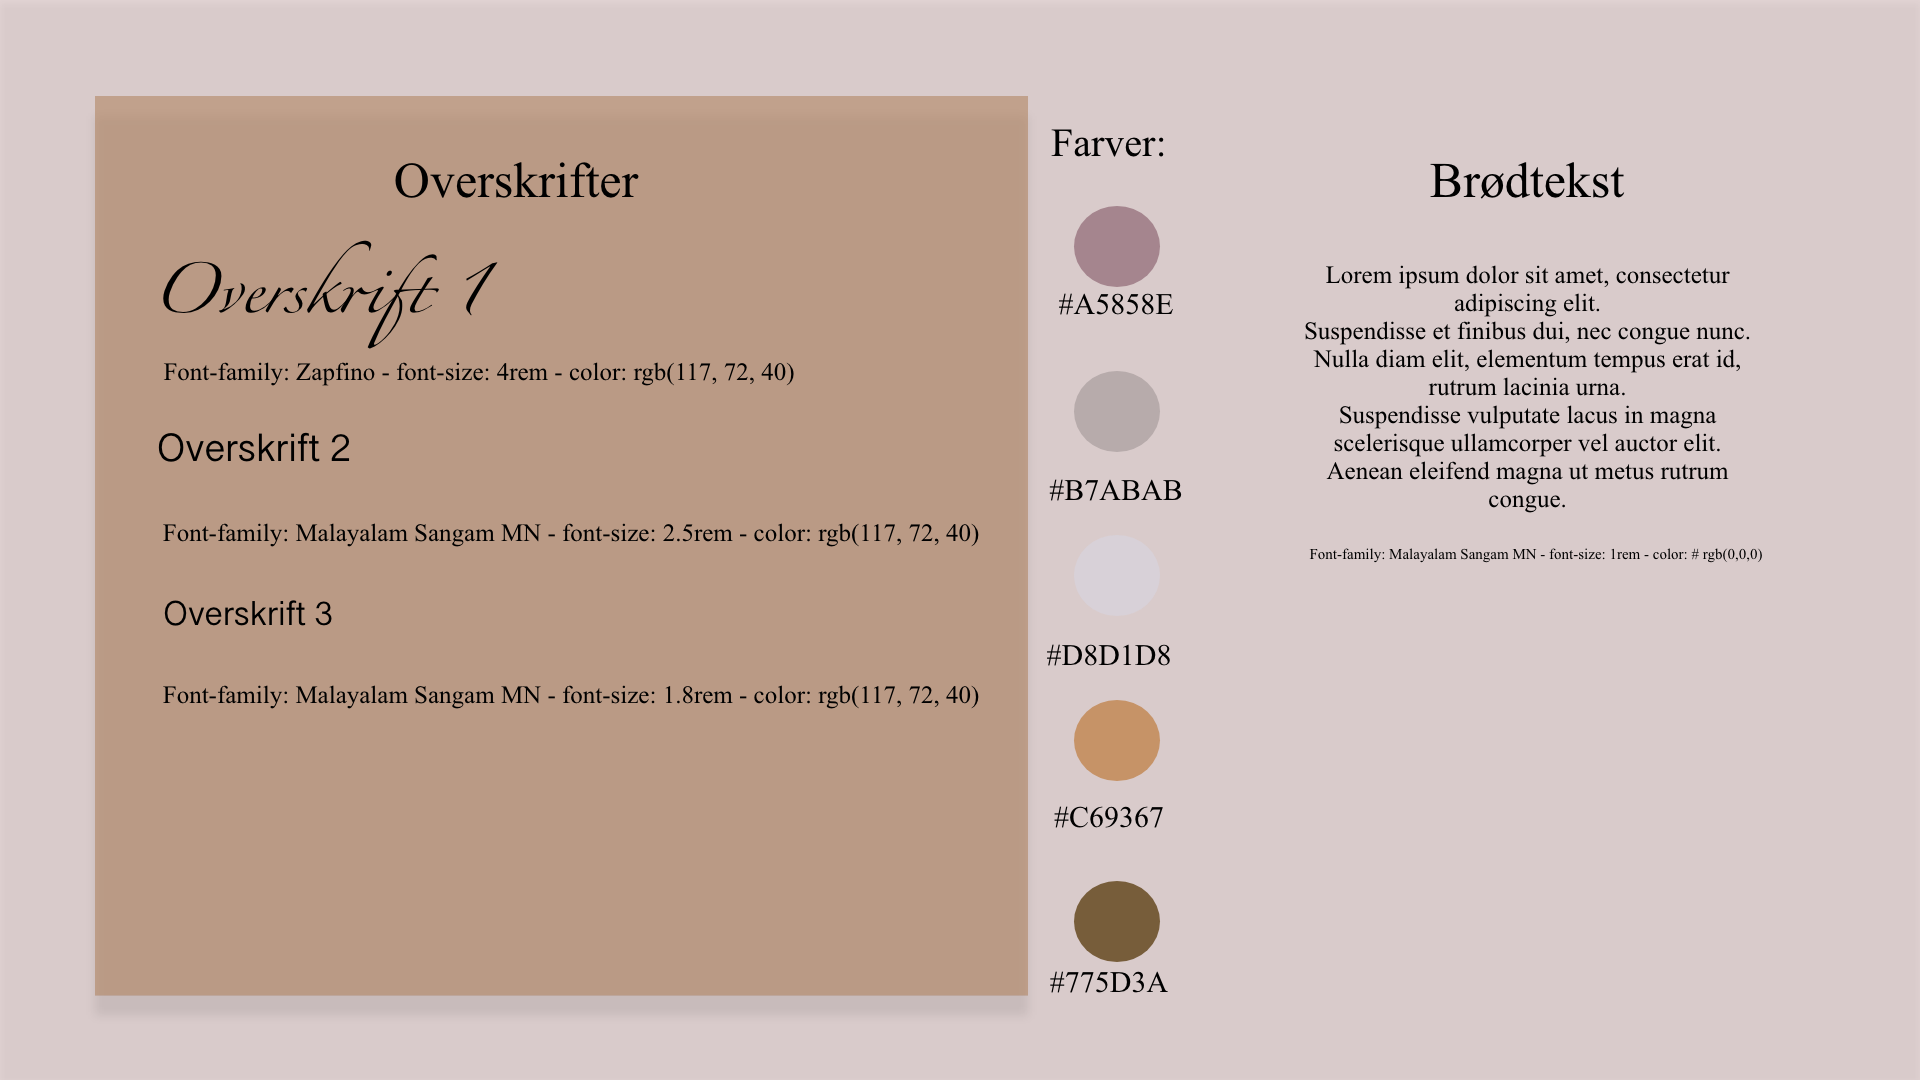 Overskrifter
Overskrift 1
Font-family: Zapfino - font-size: 4rem - color: rgb(117, 72, 40)
Overskrift 2
Font-family: Malayalam Sangam MN - font-size: 2.5rem - color: rgb(117, 72, 40)
Overskrift 3
Font-family: Malayalam Sangam MN - font-size: 1.8rem - color: rgb(117, 72, 40)
Farver:
#A5858E
#B7ABAB
#D8D1D8
#C69367
#775D3A
Brødtekst
Lorem ipsum dolor sit amet, consectetur
adipiscing elit.
Suspendisse et finibus dui, nec congue nunc.
Nulla diam elit, elementum tempus erat id,
rutrum lacinia urna.
Suspendisse vulputate lacus in magna
scelerisque ullamcorper vel auctor elit.
Aenean eleifend magna ut metus rutrum
congue.
Font-family: Malayalam Sangam MN - font-size: 1rem - color: # rgb(0,0,0)